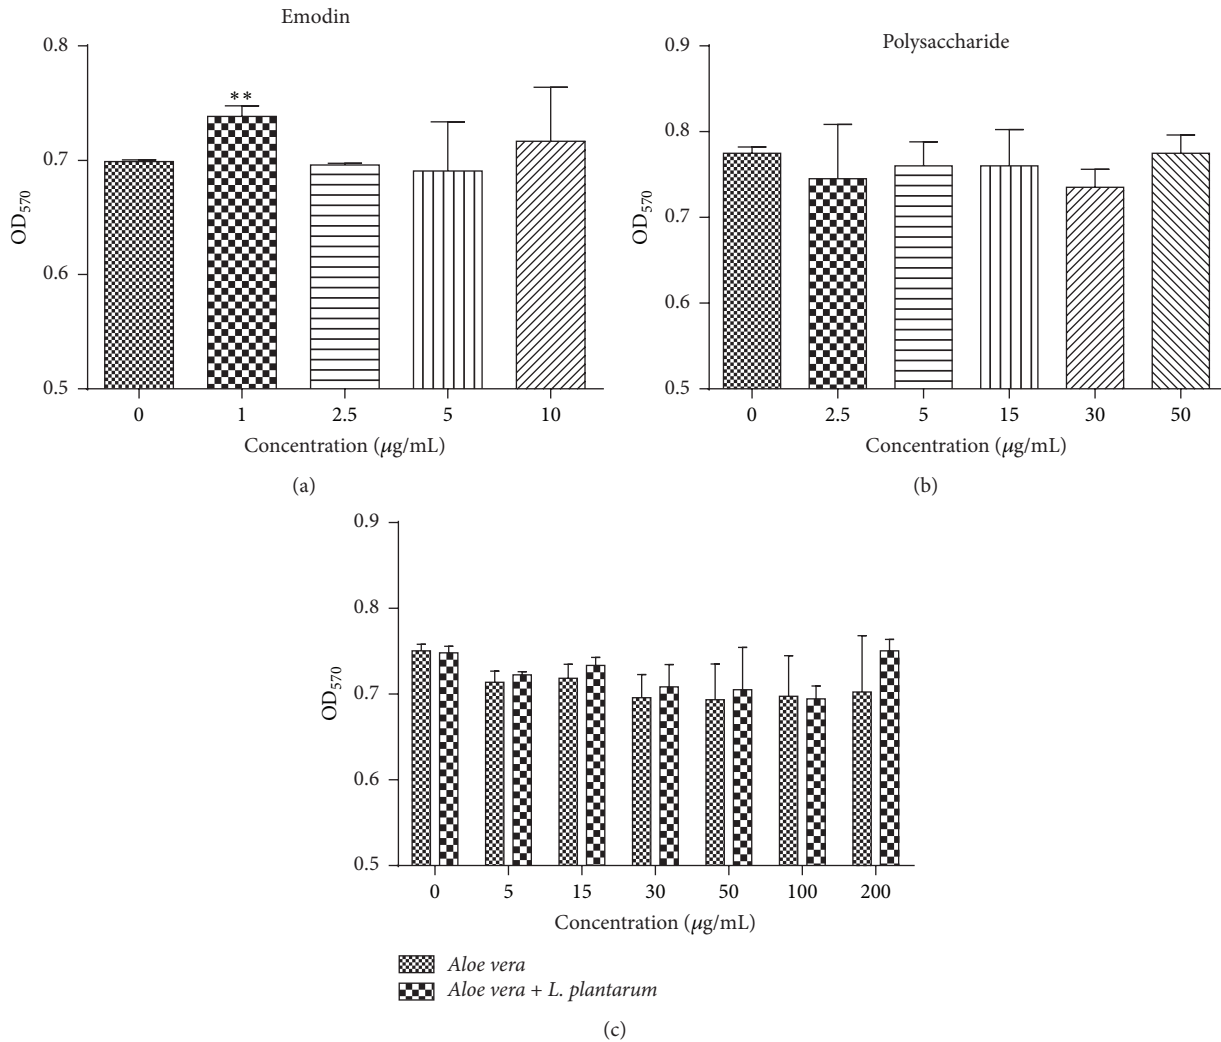 Emodin
0.8
0.7
0.6
0.5
OD570
**
0 1 2.5 5 10
Concentration (μg/mL)
(a)
Polysaccharide
0.9
0.8
0.7
0.6
0.5
OD570
0 2.5 5 15 30 50
Concentration (μg/mL)
(b)
0.9
0.8
0.7
0.6
0.5
OD570
0 5 15 30 50 100 200
Concentration (μg/mL)
Aloe vera
Aloe vera + L. plantarum
(c)